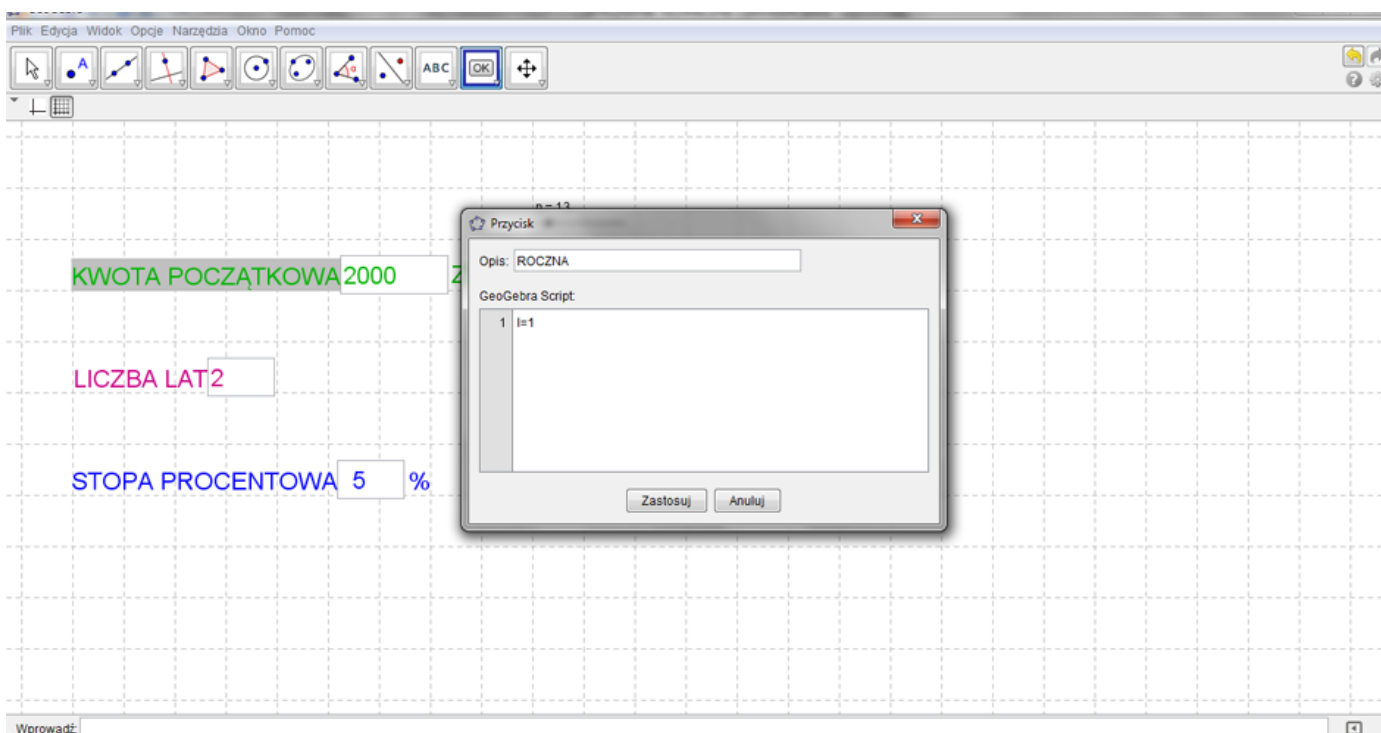 Plik Edycja Widok Opcje Narzędzia Okno Pomoc
A
ABC
OK
n = 13
Przycisk
Opis: ROCZNA
KWOTA POCZĄTKOWA 2000 Z
GeoGebra Script:
1 l=1
LICZBA LAT 2
STOPA PROCENTOWA 5 %
Zastosuj Anuluj
Wprowadź: